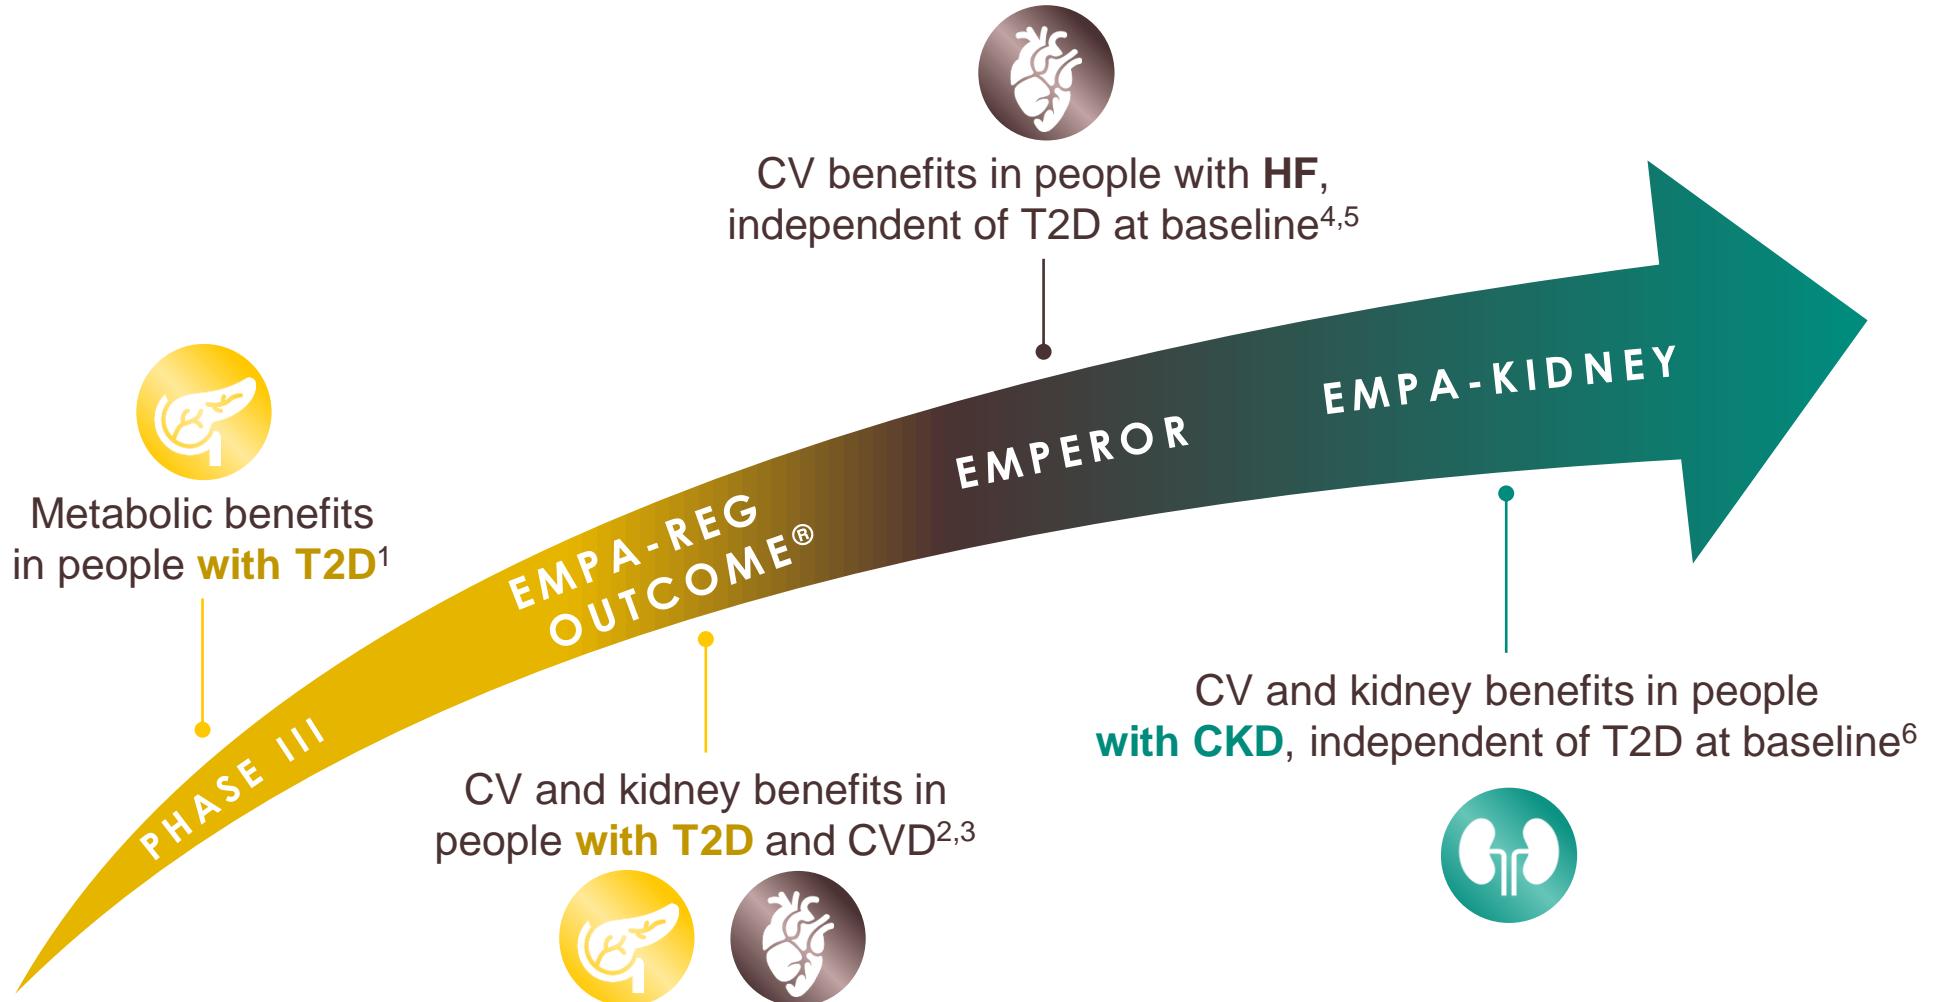 CV benefits in people with HF,
independent of T2D at baseline4,5
Metabolic benefits
in people with T2D1
PHASE III
EMPA-REG
OUTCOME®
EMPEROR
EMPA-KIDNEY
CV and kidney benefits in
people with T2D and CVD2,3
CV and kidney benefits in people
with CKD, independent of T2D at baseline6